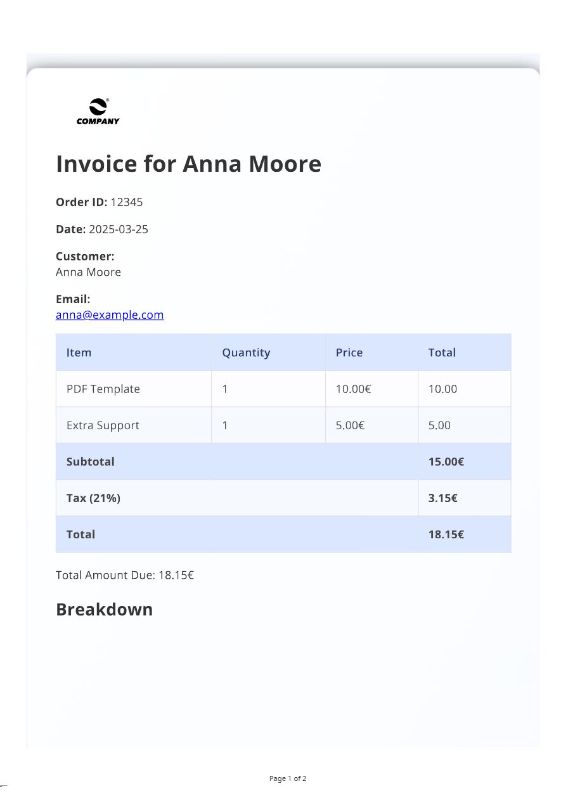 COMPANY
Invoice for Anna Moore
Order ID: 12345
Date: 2025-03-25
Customer:
Anna Moore
Email:
anna@example.com
Item Quantity Price Total
PDF Template 1 10.00€ 10.00
Extra Support 1 5.00€ 5.00
Subtotal 15.00€
Tax (21%) 3.15€
Total 18.15€
Total Amount Due: 18.15€
Breakdown
Page 1 of 2